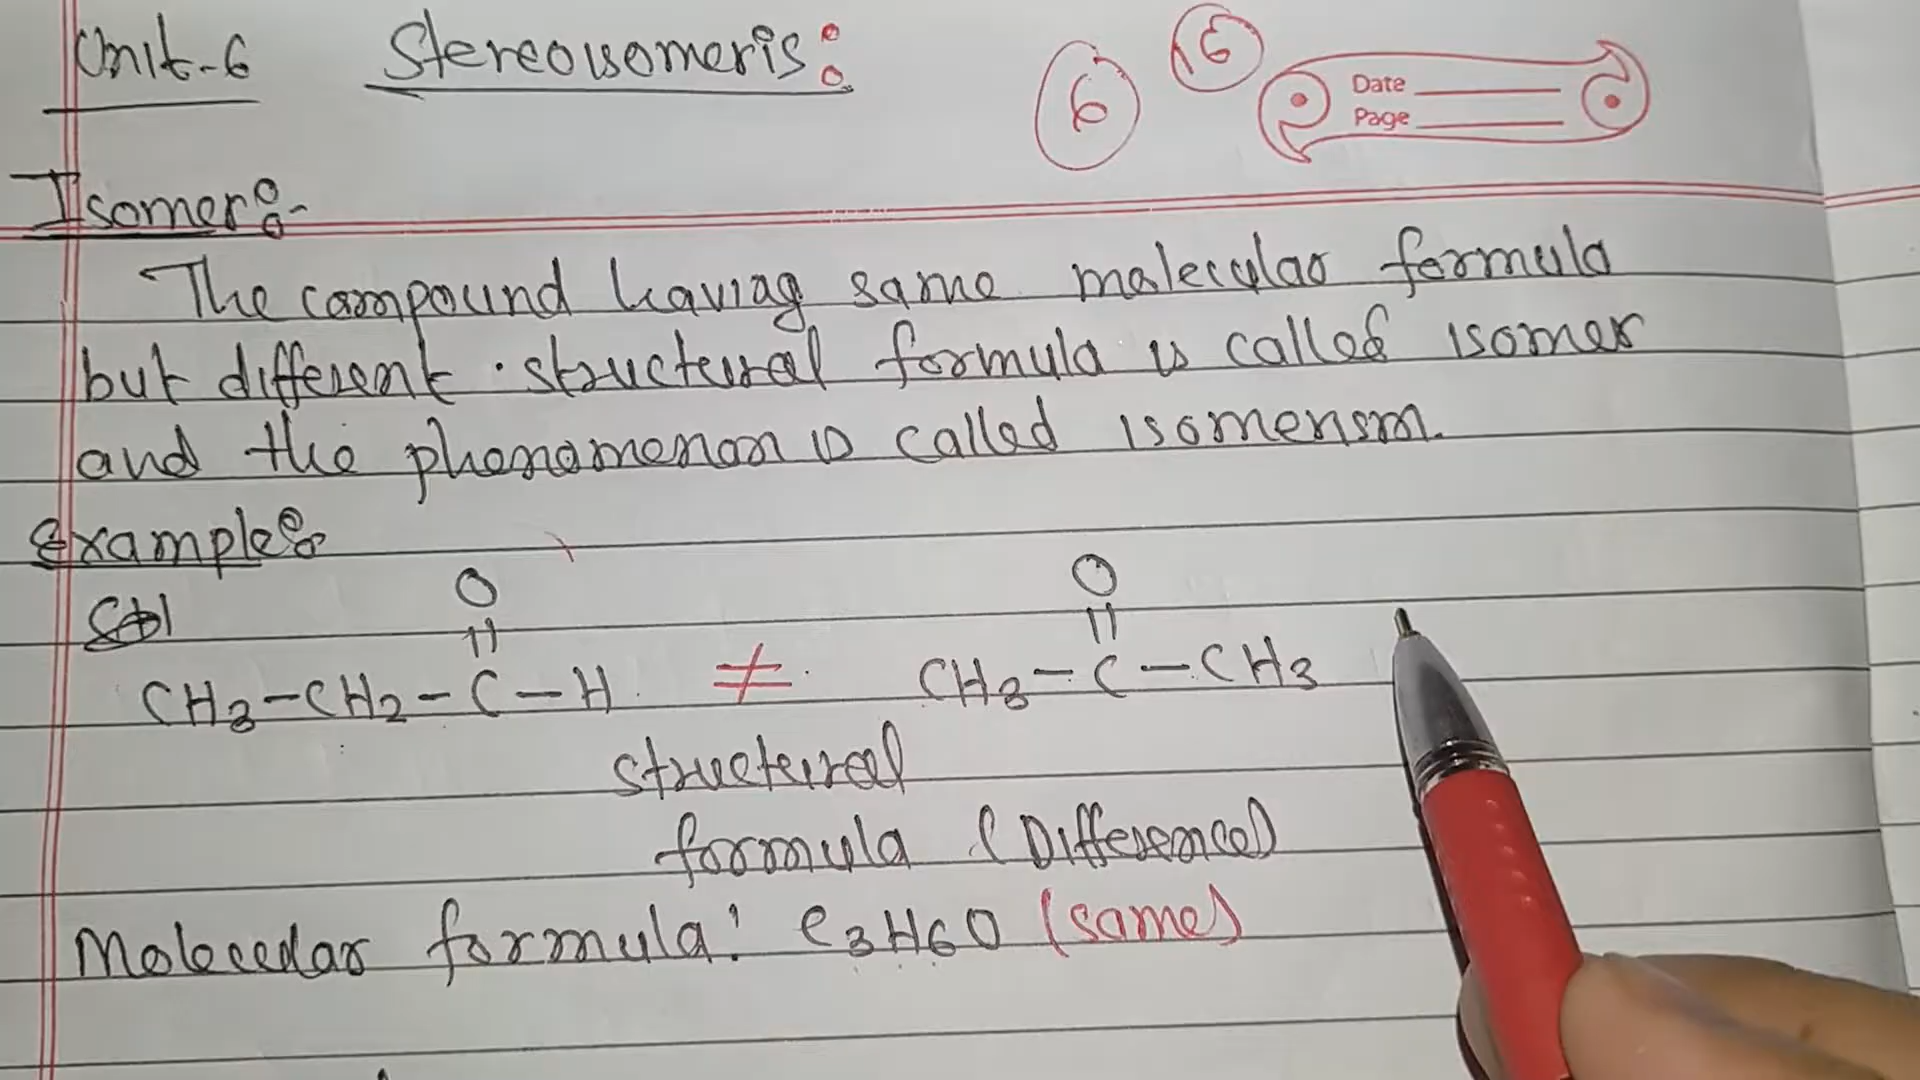 Unit-6 Stereoisomeris:
6
16
Date
Page
Isomer:-
The compound having same molecular formula
but different structural formula is called isomer
and the phenomenon is called isomerism.
Example:
O
||
CH3-CH2-C-H ≠ CH3-C-CH3
O
||
structural
formula (Difference)
Molecular formula: C3H6O (same)